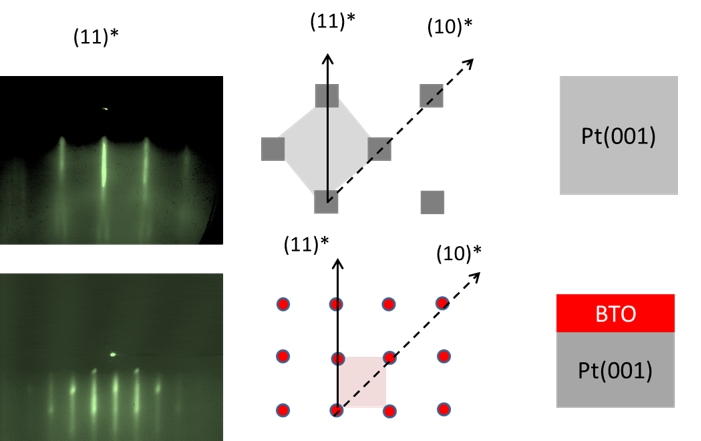 (11)*
(11)*
(10)*
Pt(001)
(11)*
(10)*
BTO
Pt(001)